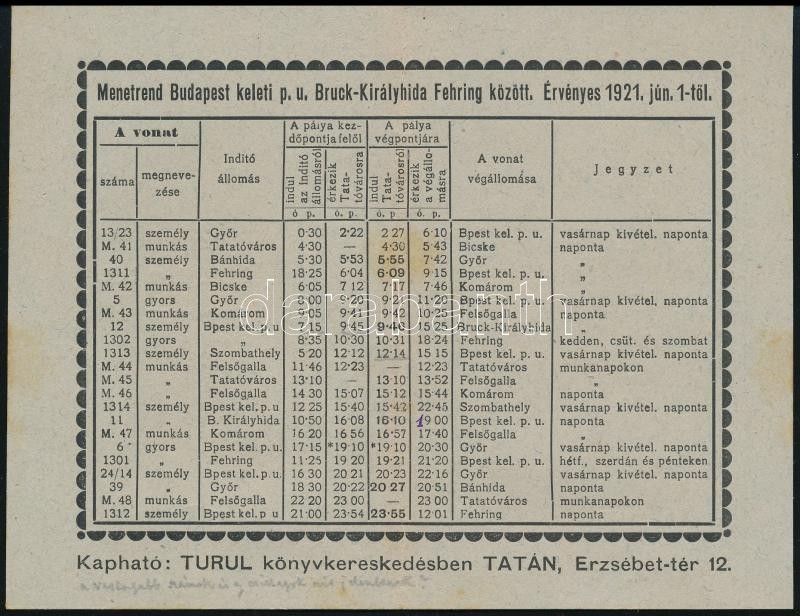 Menetrend Budapest keleti p. u. Bruck-Királyhida Fehring között. Érvényes 1921. jún. 1-től.
A vonat
száma
megneve-
zése
Inditó
állomás
A pálya kez-
dőpontja felől
indul
az inditó
állomásról
érkezik
Tata-
tóvárosra
A pálya
végpontjára
indul
Tata-
tóvárosról
érkezik
a végállo-
másra
A vonat
végállomása
Jegyzet
ó. p. ó. p. ó. p ó. p.
13/23 személy Győr 0·30 2·22 2 27 6·10 Bpest kel. p. u. vasárnap kivétel. naponta
M. 41 munkás Tatatóváros 4·30 — 4·30 5·43 Bicske naponta
40 személy Bánhida 5·30 5·53 5·55 7·42 Győr „
1311 „ Fehring 18·25 6·04 6·09 9·15 Bpest kel. p. u. „
M. 42 munkás Bicske 6·05 7 12 7·17 7·46 Komárom „
5 gyors Győr 8·00 9·20 11·20 Bpest kel. p. u. vasárnap kivétel. naponta
M. 43 munkás Komárom 9·05 9·41 9·42 10·25 Felsőgalla naponta
12 személy Bpest kel. p. u 7·15 9·45 9·46 15·25 Bruck-Királyhida „
1302 gyors „ 8·35 10·30 10·31 18·24 Fehring kedden, csüt. és szombat
1313 személy Szombathely 5 20 12·12 12·14 15 15 Bpest kel. p. u. vasárnap kivétel. naponta
M. 44 munkás Felsőgalla 11·46 12·23 — 12·23 Tatatóváros munkanapokon
M. 45 „ Tatatóváros 13·10 — 13 10 13·52 Felsőgalla „
M. 46 „ Felsőgalla 14·30 15·07 15·12 15·44 Komárom naponta
1314 személy Bpest kel. p. u 12 25 15·40 15·42 22·45 Szombathely vasárnap kivétel. naponta
11 „ B. Királyhida 10·50 16·08 16·10 19 00 Bpest kel. p. u. naponta
M. 47 munkás Komárom 16 20 16 56 16·57 17·40 Felsőgalla „
6 gyors Bpest kel. p. u 17·15 *19·10 *19·10 20·30 Győr vasárnap kivétel. naponta
1301 „ Fehring 11·25 19 20 19·21 21·20 Bpest kel. p. u. hétf., szerdán és pénteken
24/14 személy Bpest kel. p. u 16 30 20 21 20·23 22·16 Győr vasárnap kivétel. naponta
39 „ Győr 18 30 20·22 20 27 20·51 Bánhida naponta
M. 48 munkás Felsőgalla 22 20 23 00 — 23 00 Tatatóváros munkanapokon
1312 személy Bpest kel. p u 21·00 23·54 23·55 12·01 Fehring naponta
Kapható: TURUL könyvkereskedésben TATÁN, Erzsébet-tér 12.